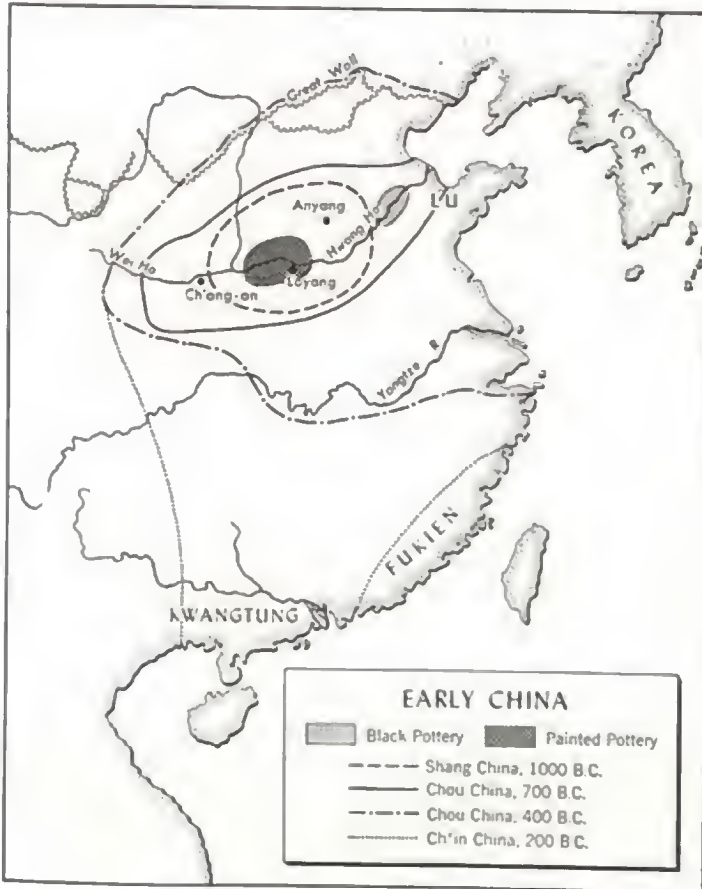 Great Wall
KOREA
Anyang
LU
Hwang Ho
Wei Ho
Loyang
Ch'ang-an
Yangtze R.
FUKIEN
KWANGTUNG
EARLY CHINA
Black Pottery
Painted Pottery
Shang China, 1000 B.C.
Chou China, 700 B.C.
Chou China, 400 B.C.
Ch'in China, 200 B.C.